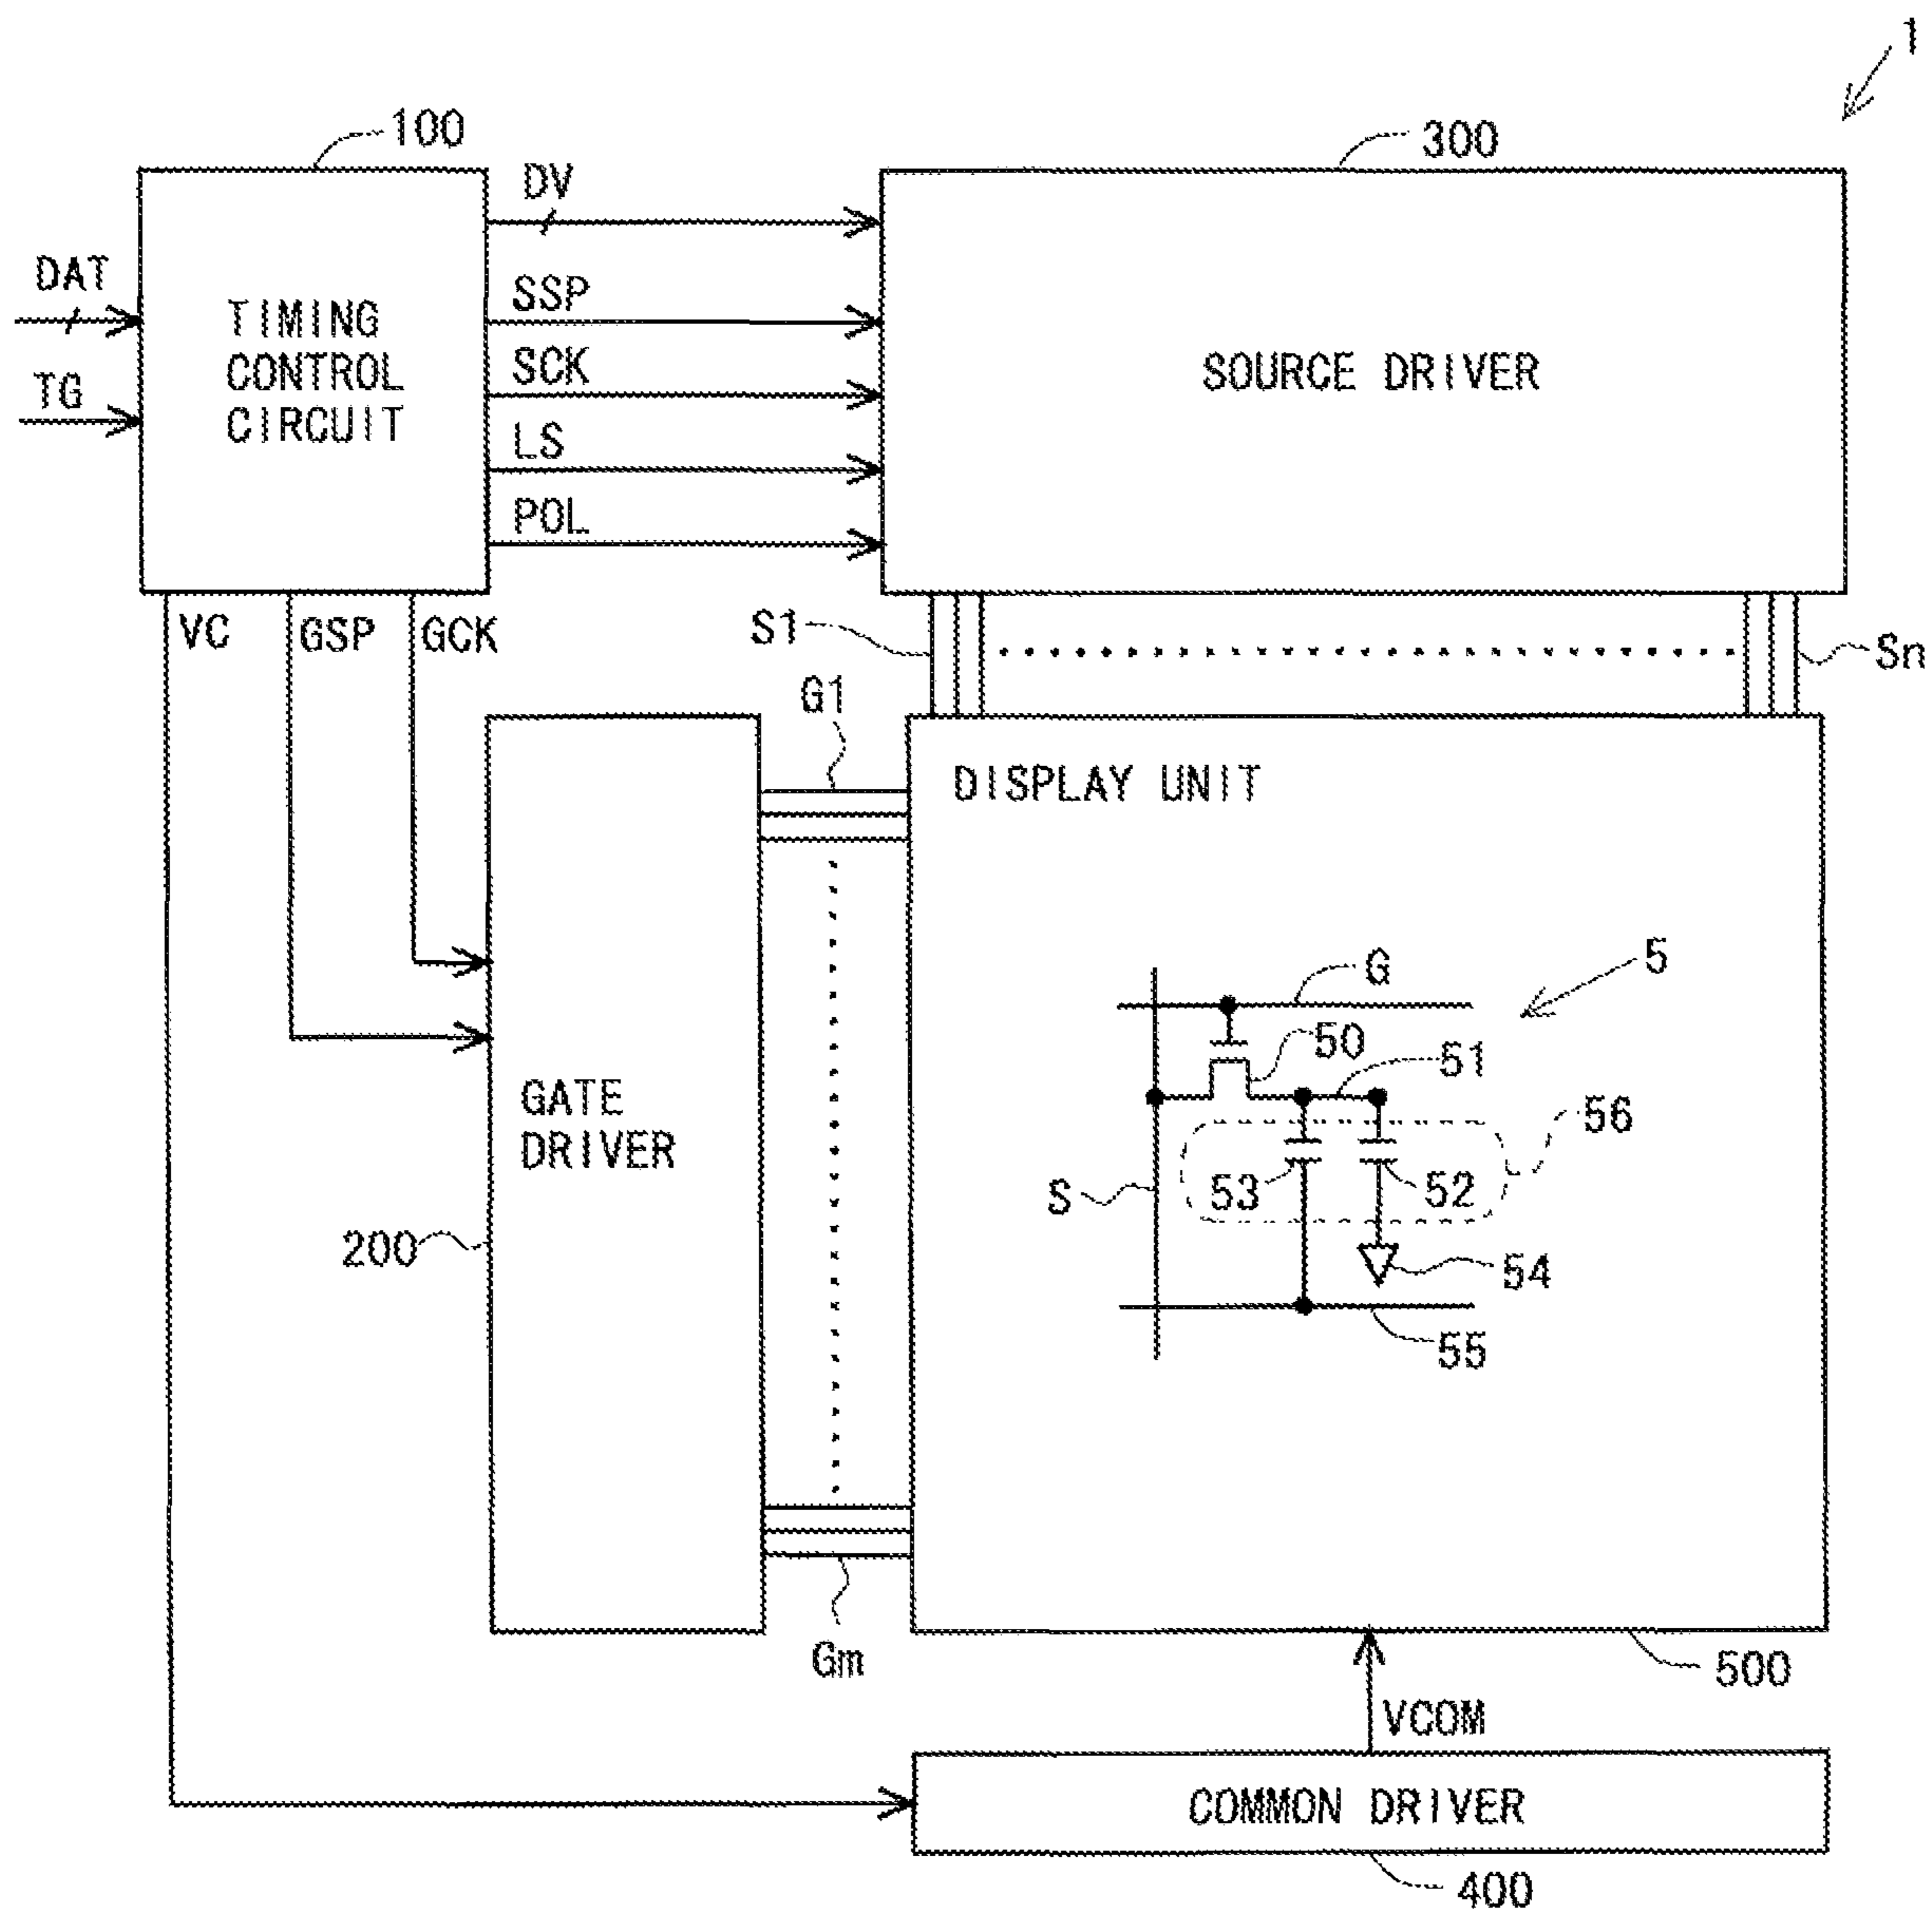 1
100
300
DV
DAT
SSP
TIMING
CONTROL
CIRCUIT
SCK
SOURCE DRIVER
TG
LS
POL
VC
GSP
GCK
S1
Sn
G1
DISPLAY UNIT
G
5
50
51
GATE
DRIVER
56
53
52
S
200
54
55
Gm
500
VCOM
COMMON DRIVER
400